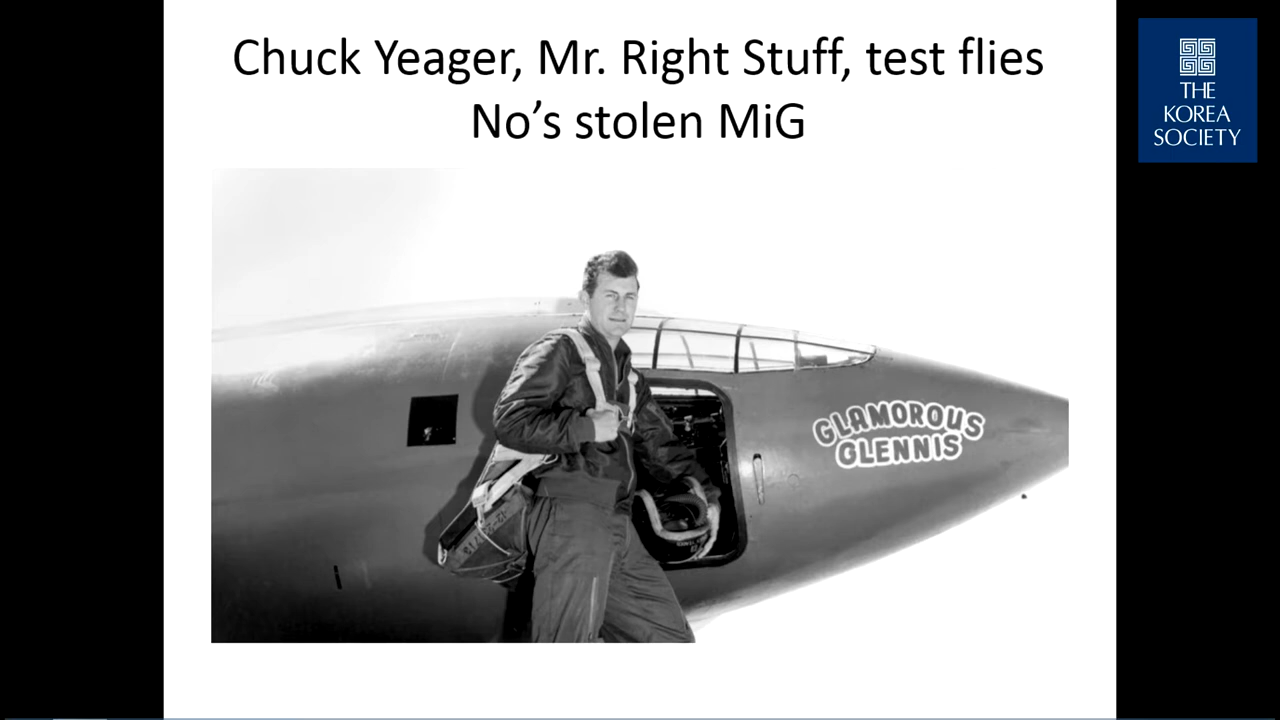 Chuck Yeager, Mr. Right Stuff, test flies
No’s stolen MiG
THE
KOREA
SOCIETY
GLAMOROUS
GLENNIS